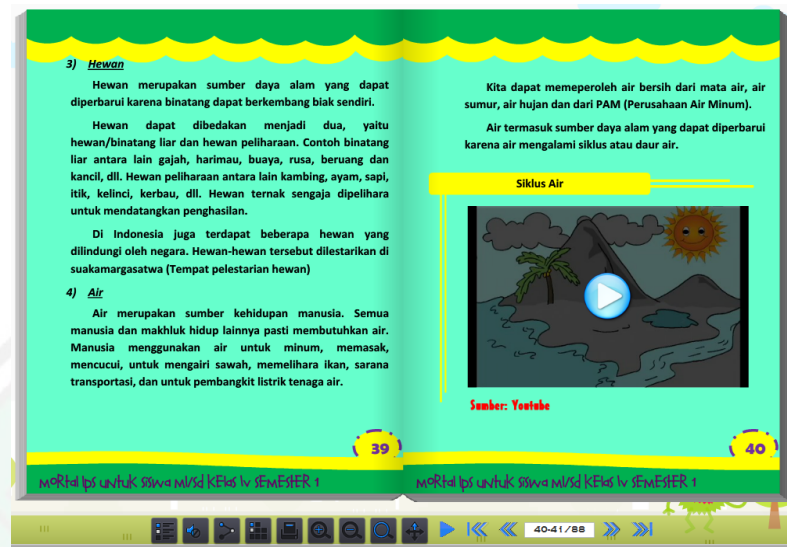 3) Hewan
Hewan merupakan sumber daya alam yang dapat
diperbarui karena binatang dapat berkembang biak sendiri.
Hewan dapat dibedakan menjadi dua, yaitu
hewan/binatang liar dan hewan peliharaan. Contoh binatang
liar antara lain gajah, harimau, buaya, rusa, beruang dan
kancil, dll. Hewan peliharaan antara lain kambing, ayam, sapi,
itik, kelinci, kerbau, dll. Hewan ternak sengaja dipelihara
untuk mendatangkan penghasilan.
Di Indonesia juga terdapat beberapa hewan yang
dilindungi oleh negara. Hewan-hewan tersebut dilestarikan di
suakamargasatwa (Tempat pelestarian hewan)
4) Air
Air merupakan sumber kehidupan manusia. Semua
manusia dan makhluk hidup lainnya pasti membutuhkan air.
Manusia menggunakan air untuk minum, memasak,
mencucui, untuk mengairi sawah, memelihara ikan, sarana
transportasi, dan untuk pembangkit listrik tenaga air.
39
MoRtal Ips untuk SISwa MI/Sd KElas Iv SEMEStER 1
Kita dapat memeperoleh air bersih dari mata air, air
sumur, air hujan dan dari PAM (Perusahaan Air Minum).
Air termasuk sumber daya alam yang dapat diperbarui
karena air mengalami siklus atau daur air.
Siklus Air
Sumber: Youtube
40
MoRtal Ips untuk SISwa MI/Sd KElas Iv SEMEStER 1
40-41/88